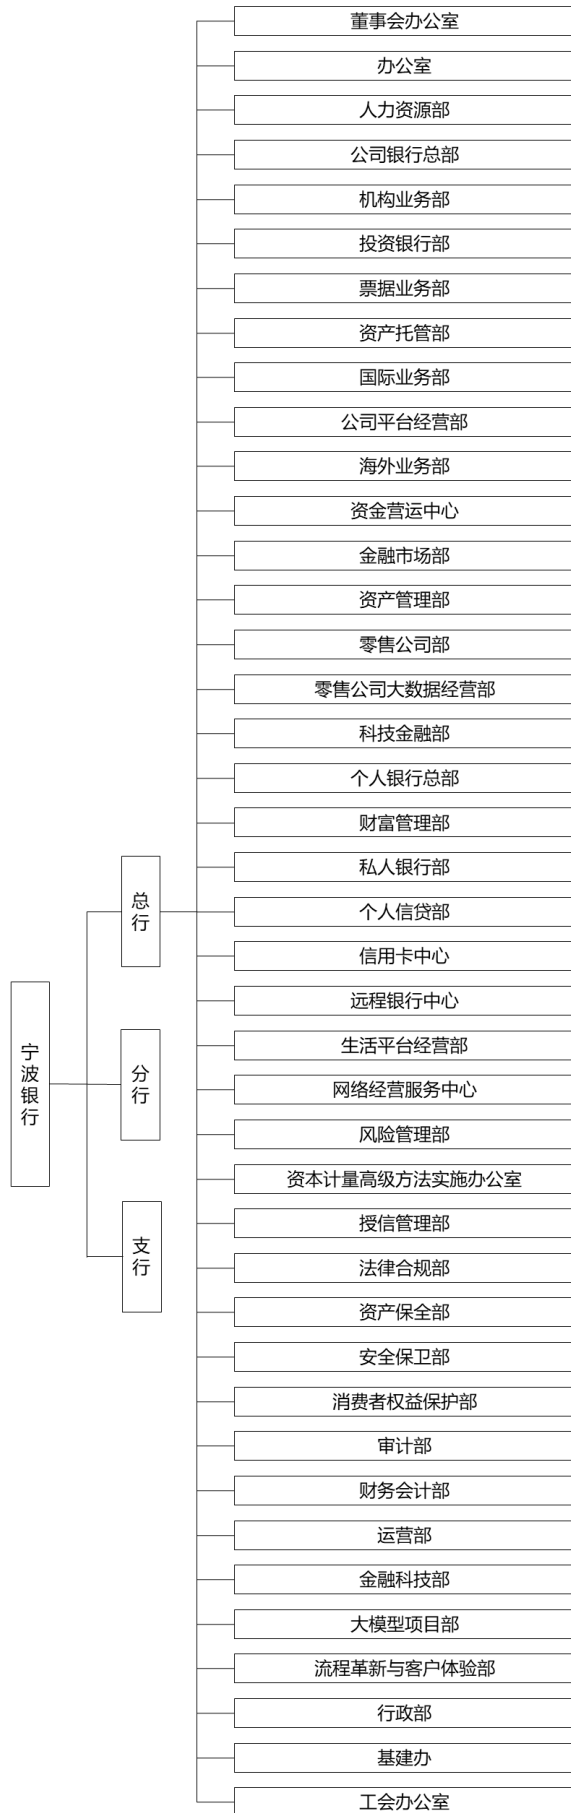 董事会办公室
办公室
人力资源部
公司银行总部
机构业务部
投资银行部
票据业务部
资产托管部
国际业务部
公司平台经营部
海外业务部
资金营运中心
金融市场部
资产管理部
零售公司部
零售公司大数据经营部
科技金融部
个人银行总部
财富管理部
私人银行部
总行
个人信贷部
信用卡中心
远程银行中心
生活平台经营部
宁波银行
分行
网络经营服务中心
风险管理部
资本计量高级方法实施办公室
授信管理部
支行
法律合规部
资产保全部
安全保卫部
消费者权益保护部
审计部
财务会计部
运营部
金融科技部
大模型项目部
流程革新与客户体验部
行政部
基建办
工会办公室